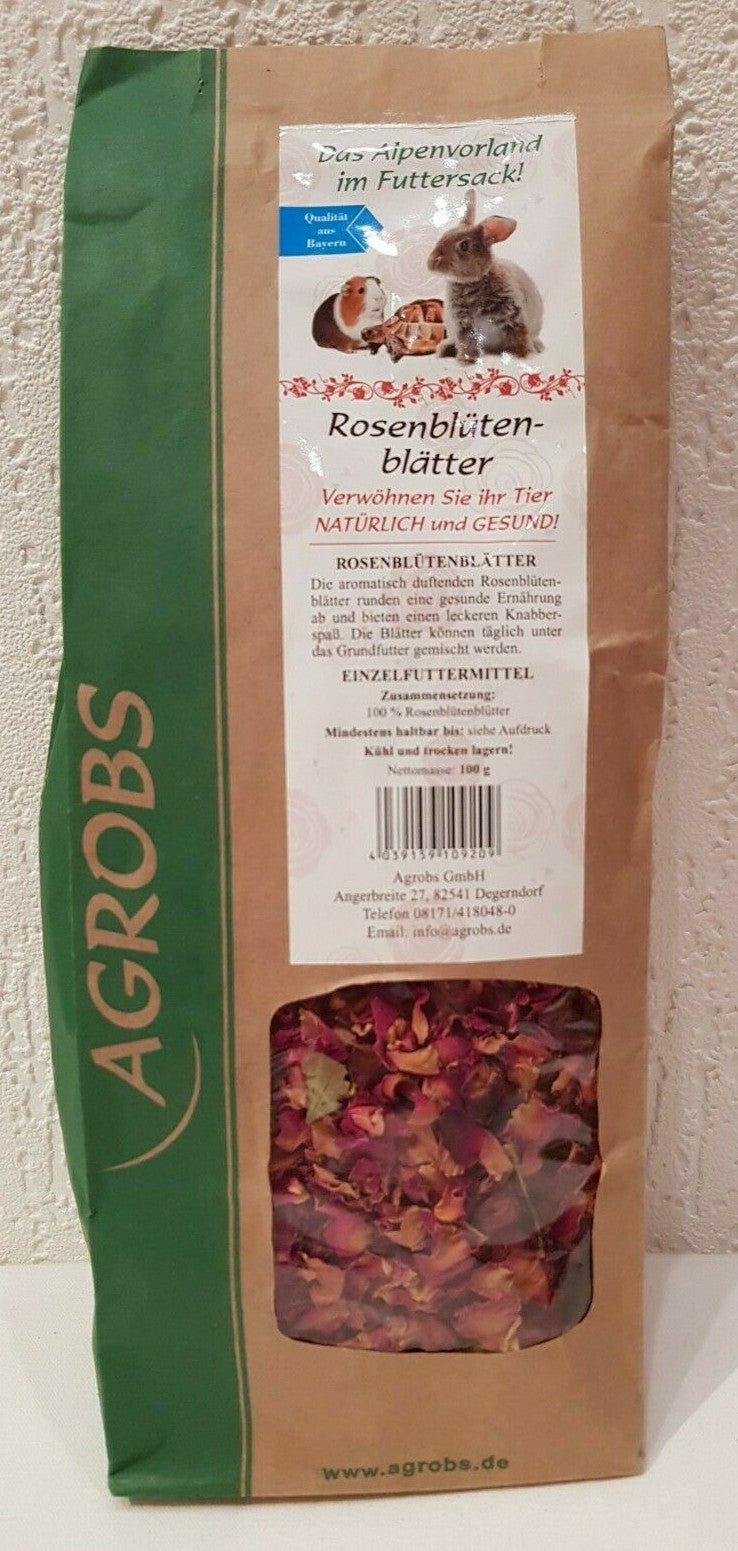 Das Alpenvorland
im Futtersack!
Qualität
aus
Bayern
Rosenblüten-
blätter
Verwöhnen Sie ihr Tier
NATÜRLICH und GESUND!
ROSENBLÜTENBLÄTTER
Die aromatisch duftenden Rosenblüten-
blätter runden eine gesunde Ernährung
ab und bieten einen leckeren Knabber-
spaß. Die Blätter können täglich unter
das Grundfutter gemischt werden.
EINZELFUTTERMITTEL
Zusammensetzung:
100 % Rosenblütenblütter
Mindestens haltbar bis: siehe Aufdruck
Kühl und trocken lagern!
Nettomasse: 100 g
4 039159 109209
Agrobs GmbH
Angerbreite 27, 82541 Degerndorf
Telefon 08171/418048-0
Email: info@agrobs.de
AGROBS
www.agrobs.de